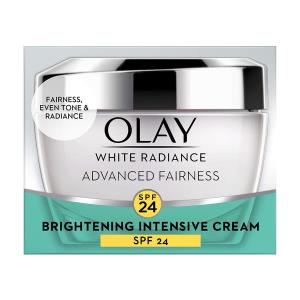 FAIRNESS,
EVEN TONE &
RADIANCE
OLAY
WHITE RADIANCE
ADVANCED FAIRNESS
SPF
24
BRIGHTENING INTENSIVE CREAM
SPF 24